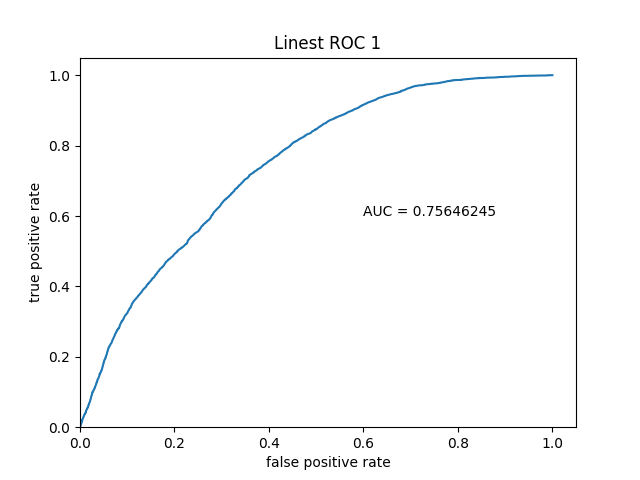 Linest ROC 1
1.0
0.8
0.6
0.4
0.2
0.0
true positive rate
AUC = 0.75646245
0.0 0.2 0.4 0.6 0.8 1.0
false positive rate